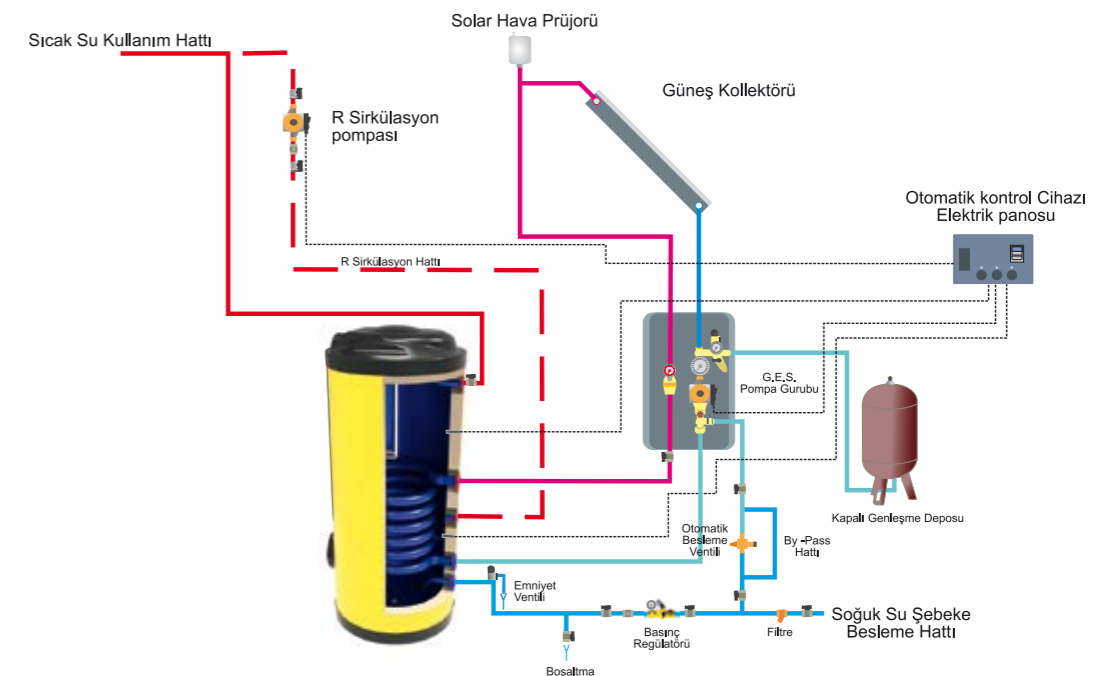 Solar Hava Prüjorü
Sıcak Su Kullanım Hattı
Güneş Kollektörü
R Sirkülasyon
pompası
Otomatik kontrol Cihazı
Elektrik panosu
R Sirkülasyon Hattı
G.E.S.
Pompa Gurubu
Kapalı Genleşme Deposu
Otomatik
Besleme
Ventili
By -Pass
Hattı
Emniyet
Ventili
Soğuk Su Şebeke
Besleme Hattı
Basınç
Regülatörü
Filtre
Boşaltma